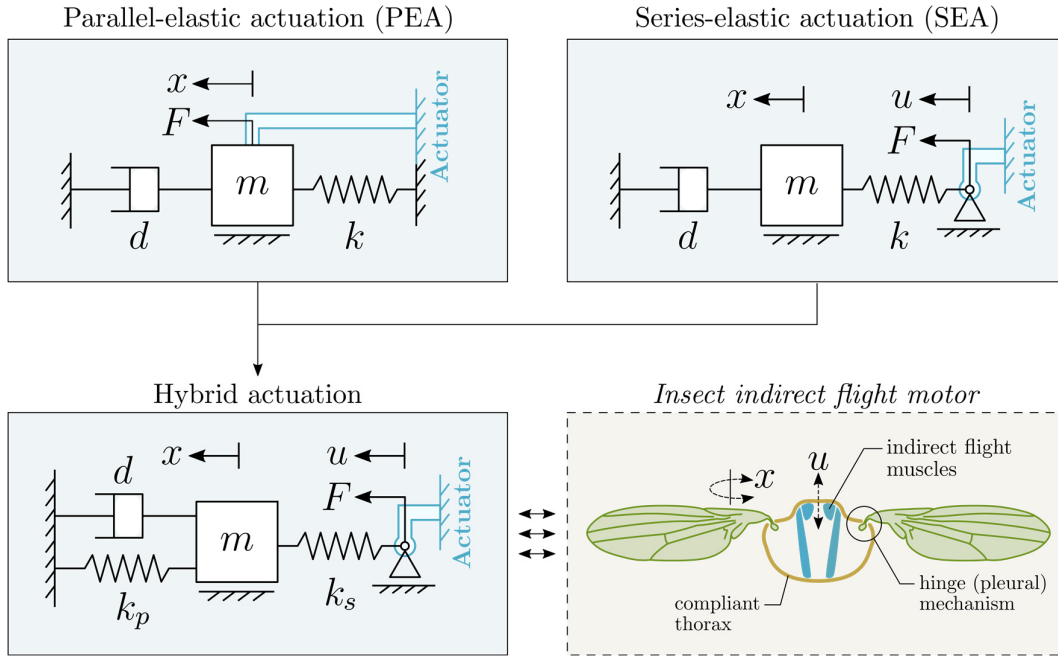 Parallel-elastic actuation (PEA)
x
F
m
d
k
Actuator
Series-elastic actuation (SEA)
x
u
F
m
d
k
Actuator
Hybrid actuation
x
u
d
F
m
k_p
k_s
Actuator
Insect indirect flight motor
x
u
indirect flight
muscles
compliant
thorax
hinge (pleural)
mechanism